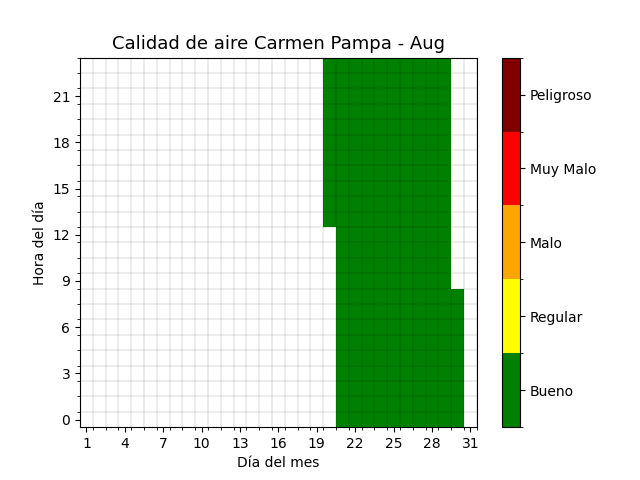 Calidad de aire Carmen Pampa - Aug
Hora del día
21
18
15
12
9
6
3
0
1 4 7 10 13 16 19 22 25 28 31
Día del mes
Peligroso
Muy Malo
Malo
Regular
Bueno